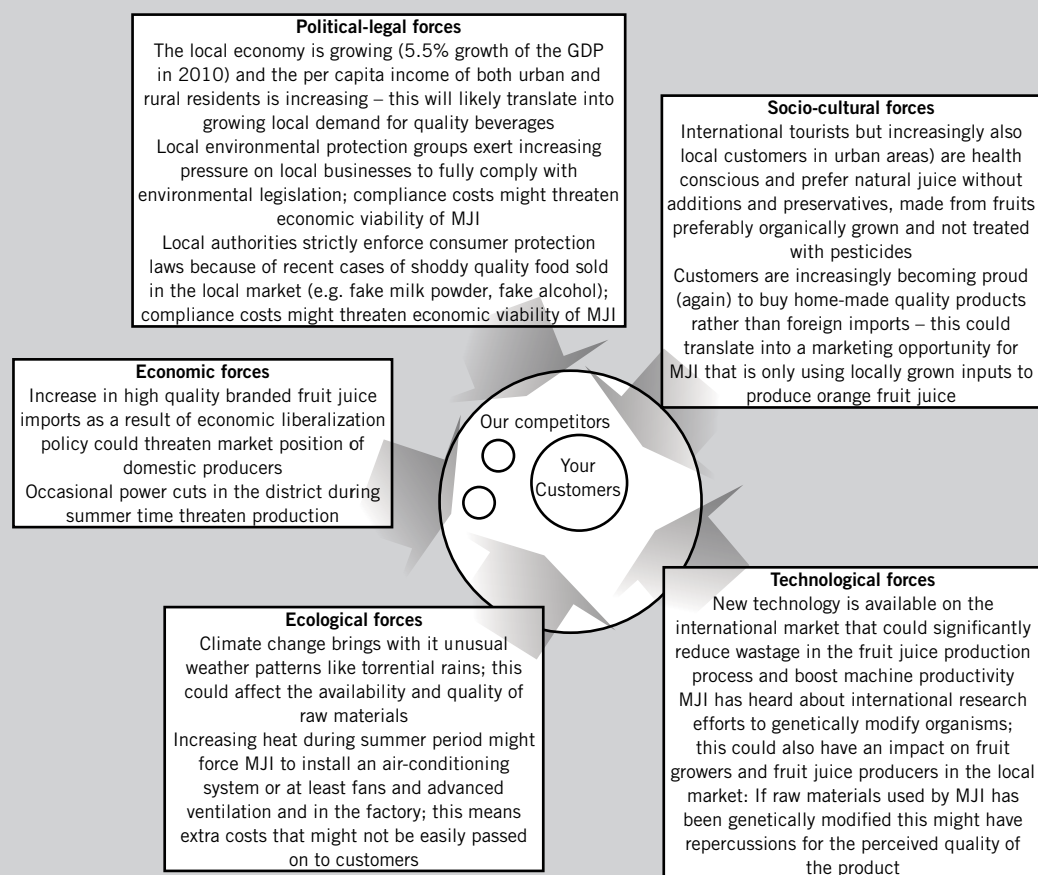 Political-legal forces
The local economy is growing (5.5% growth of the GDP
in 2010) and the per capita income of both urban and
rural residents is increasing – this will likely translate into
growing local demand for quality beverages
Local environmental protection groups exert increasing
pressure on local businesses to fully comply with
environmental legislation; compliance costs might threaten
economic viability of MJI
Local authorities strictly enforce consumer protection
laws because of recent cases of shoddy quality food sold
in the local market (e.g. fake milk powder, fake alcohol);
compliance costs might threaten economic viability of MJI
Socio-cultural forces
International tourists but increasingly also
local customers in urban areas) are health
conscious and prefer natural juice without
additions and preservatives, made from fruits
preferably organically grown and not treated
with pesticides
Customers are increasingly becoming proud
(again) to buy home-made quality products
rather than foreign imports – this could
translate into a marketing opportunity for
MJI that is only using locally grown inputs to
produce orange fruit juice
Economic forces
Increase in high quality branded fruit juice
imports as a result of economic liberalization
policy could threaten market position of
domestic producers
Occasional power cuts in the district during
summer time threaten production
Our competitors
Your
Customers
Ecological forces
Climate change brings with it unusual
weather patterns like torrential rains; this
could affect the availability and quality of
raw materials
Increasing heat during summer period might
force MJI to install an air-conditioning
system or at least fans and advanced
ventilation and in the factory; this means
extra costs that might not be easily passed
on to customers
Technological forces
New technology is available on the
international market that could significantly
reduce wastage in the fruit juice production
process and boost machine productivity
MJI has heard about international research
efforts to genetically modify organisms;
this could also have an impact on fruit
growers and fruit juice producers in the local
market: If raw materials used by MJI has
been genetically modified this might have
repercussions for the perceived quality of
the product